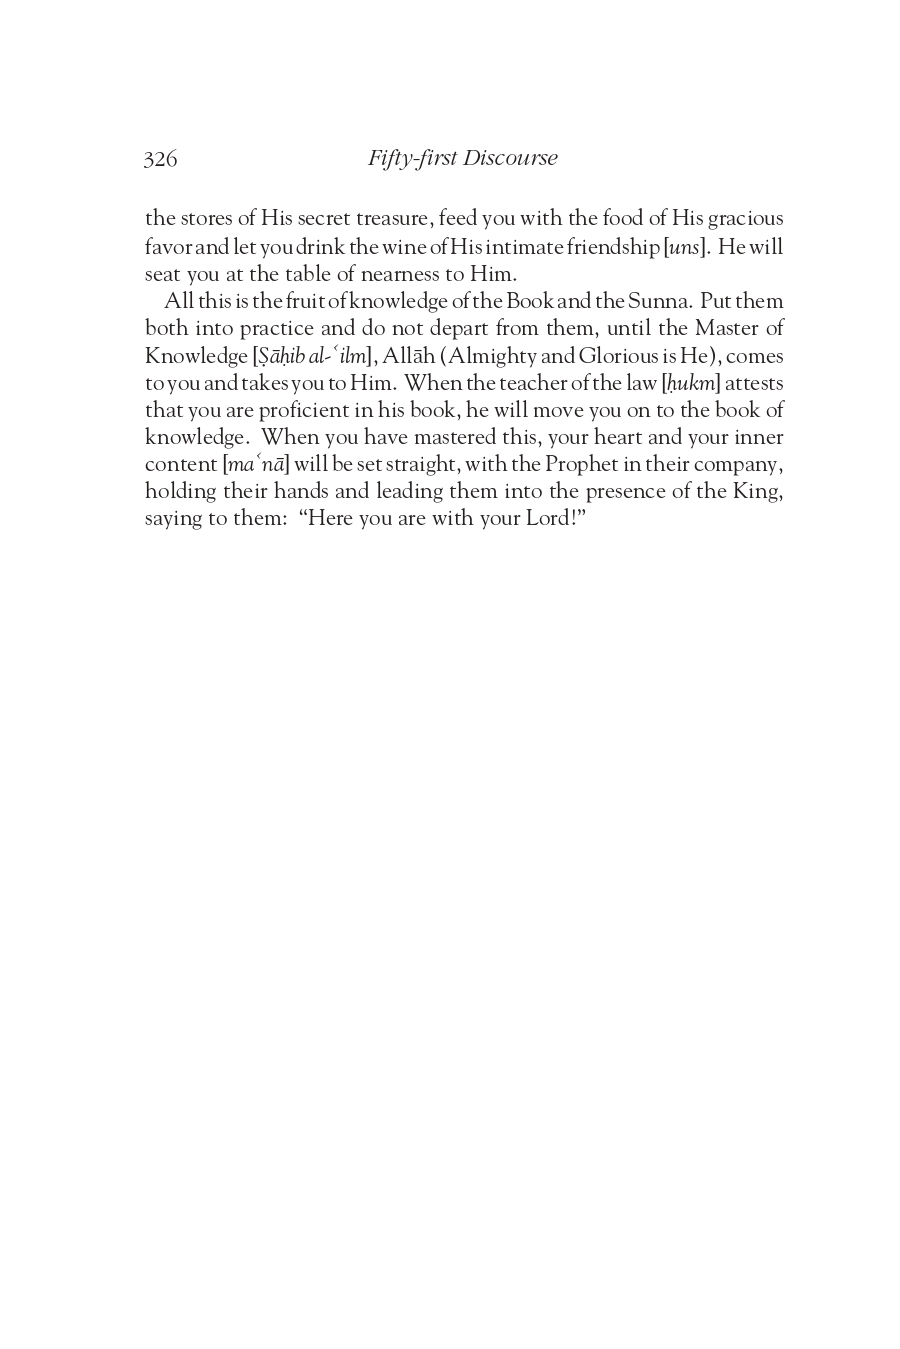 326 Fifty-first Discourse
the stores of His secret treasure, feed you with the food of His gracious
favor and let you drink the wine of His intimate friendship [uns]. He will
seat you at the table of nearness to Him.
All this is the fruit of knowledge of the Book and the Sunna. Put them
both into practice and do not depart from them, until the Master of
Knowledge [Ṣāḥib al-ʿilm], Allāh (Almighty and Glorious is He), comes
to you and takes you to Him. When the teacher of the law [ḥukm] attests
that you are proficient in his book, he will move you on to the book of
knowledge. When you have mastered this, your heart and your inner
content [maʿnā] will be set straight, with the Prophet in their company,
holding their hands and leading them into the presence of the King,
saying to them: “Here you are with your Lord!”